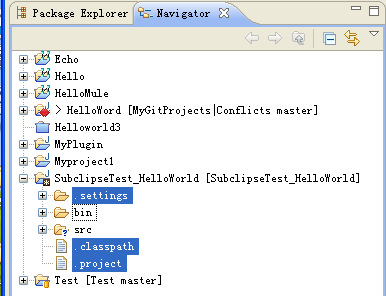 Package Explorer Navigator
Echo
Hello
HelloMule
> HelloWord [MyGitProjects|Conflicts master]
Helloworld3
MyPlugin
Myproject1
SubclipseTest_HelloWorld [SubclipseTest_HelloWorld]
.settings
bin
src
.classpath
.project
Test [Test master]